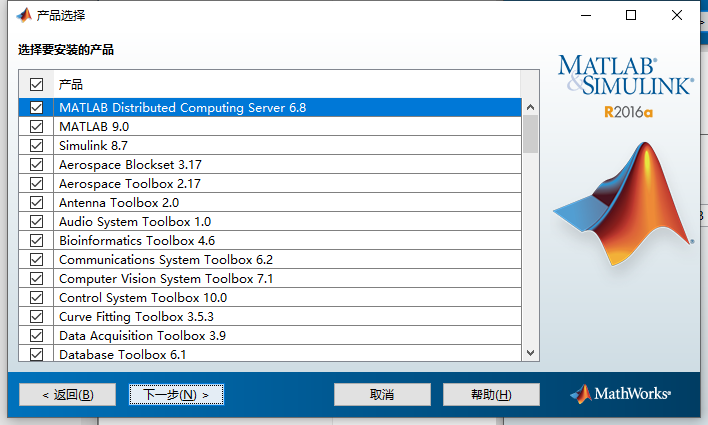 产品选择
选择要安装的产品
产品
MATLAB Distributed Computing Server 6.8
MATLAB 9.0
Simulink 8.7
Aerospace Blockset 3.17
Aerospace Toolbox 2.17
Antenna Toolbox 2.0
Audio System Toolbox 1.0
Bioinformatics Toolbox 4.6
Communications System Toolbox 6.2
Computer Vision System Toolbox 7.1
Control System Toolbox 10.0
Curve Fitting Toolbox 3.5.3
Data Acquisition Toolbox 3.9
Database Toolbox 6.1
MATLAB®
&SIMULINK®
R2016a
< 返回(B)
下一步(N) >
取消
帮助(H)
MathWorks®